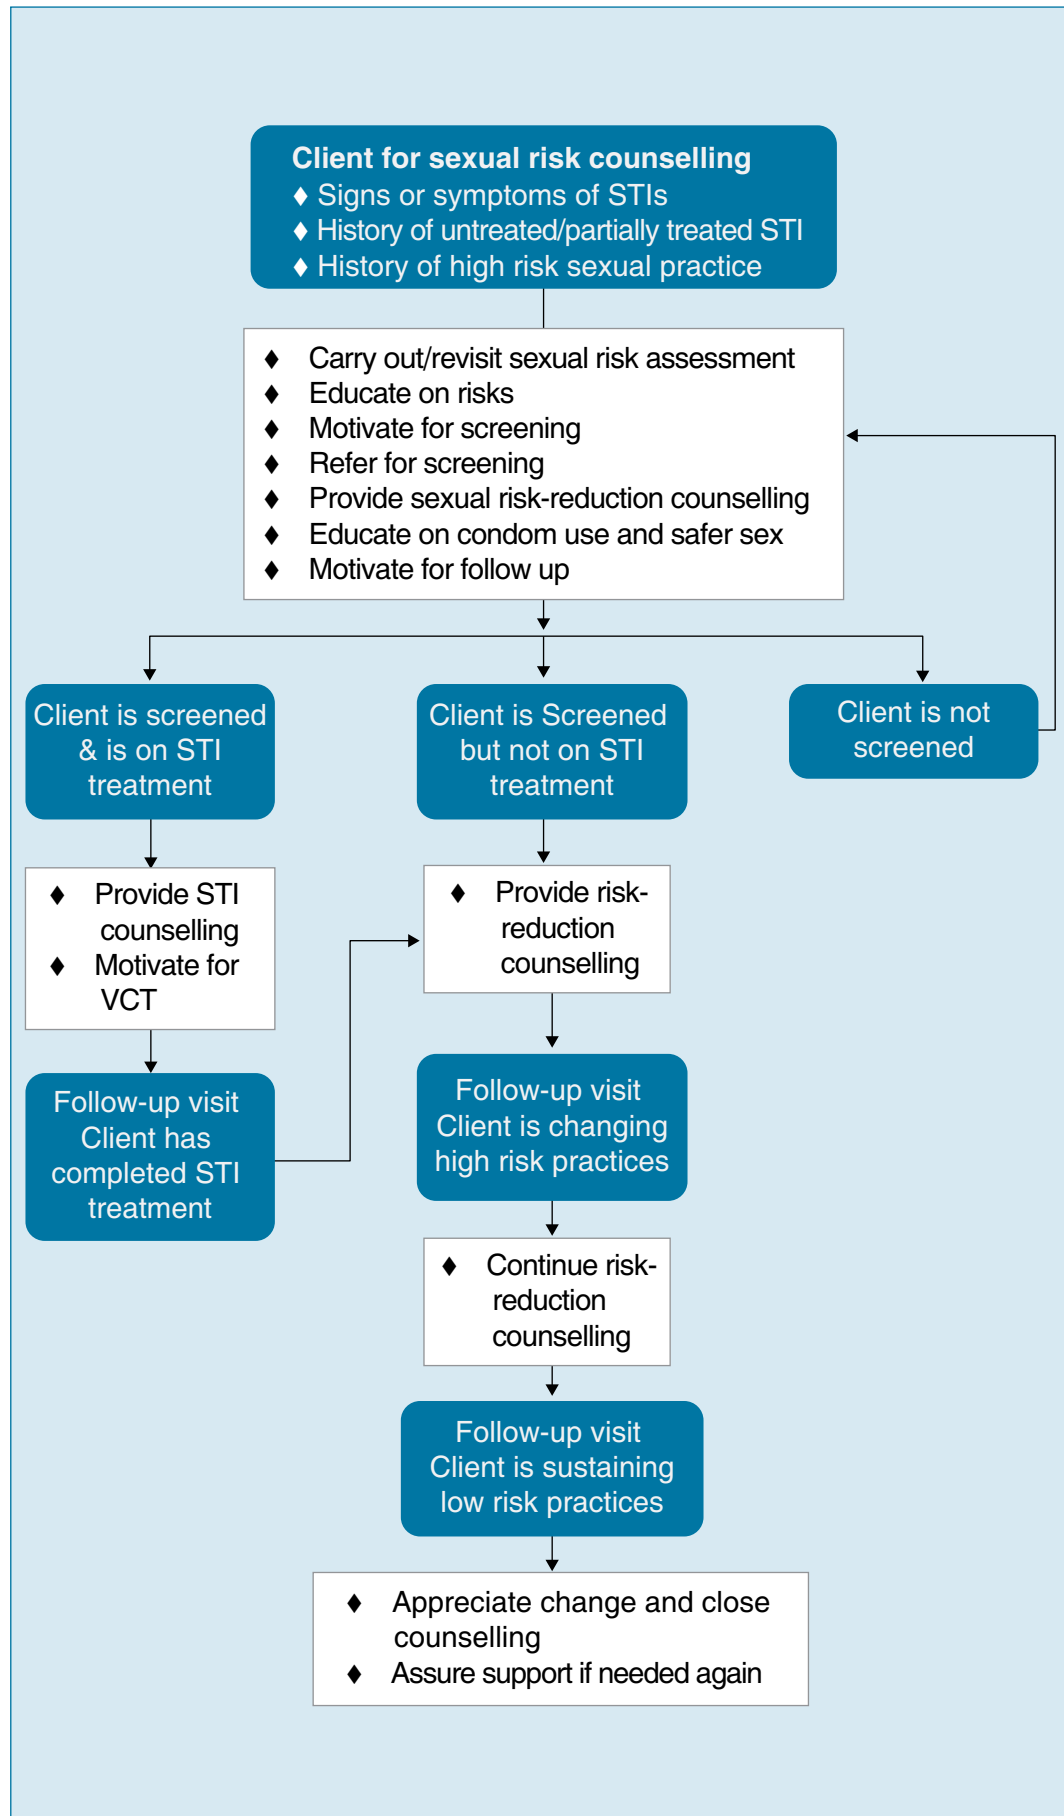 Client for sexual risk counselling
♦ Signs or symptoms of STIs
♦ History of untreated/partially treated STI
♦ History of high risk sexual practice
♦ Carry out/revisit sexual risk assessment
♦ Educate on risks
♦ Motivate for screening
♦ Refer for screening
♦ Provide sexual risk-reduction counselling
♦ Educate on condom use and safer sex
♦ Motivate for follow up
Client is screened
& is on STI
treatment
Client is Screened
but not on STI
treatment
Client is not
screened
♦ Provide STI
counselling
♦ Motivate for
VCT
♦ Provide risk-
reduction
counselling
Follow-up visit
Client has
completed STI
treatment
Follow-up visit
Client is changing
high risk practices
♦ Continue risk-
reduction
counselling
Follow-up visit
Client is sustaining
low risk practices
♦ Appreciate change and close
counselling
♦ Assure support if needed again